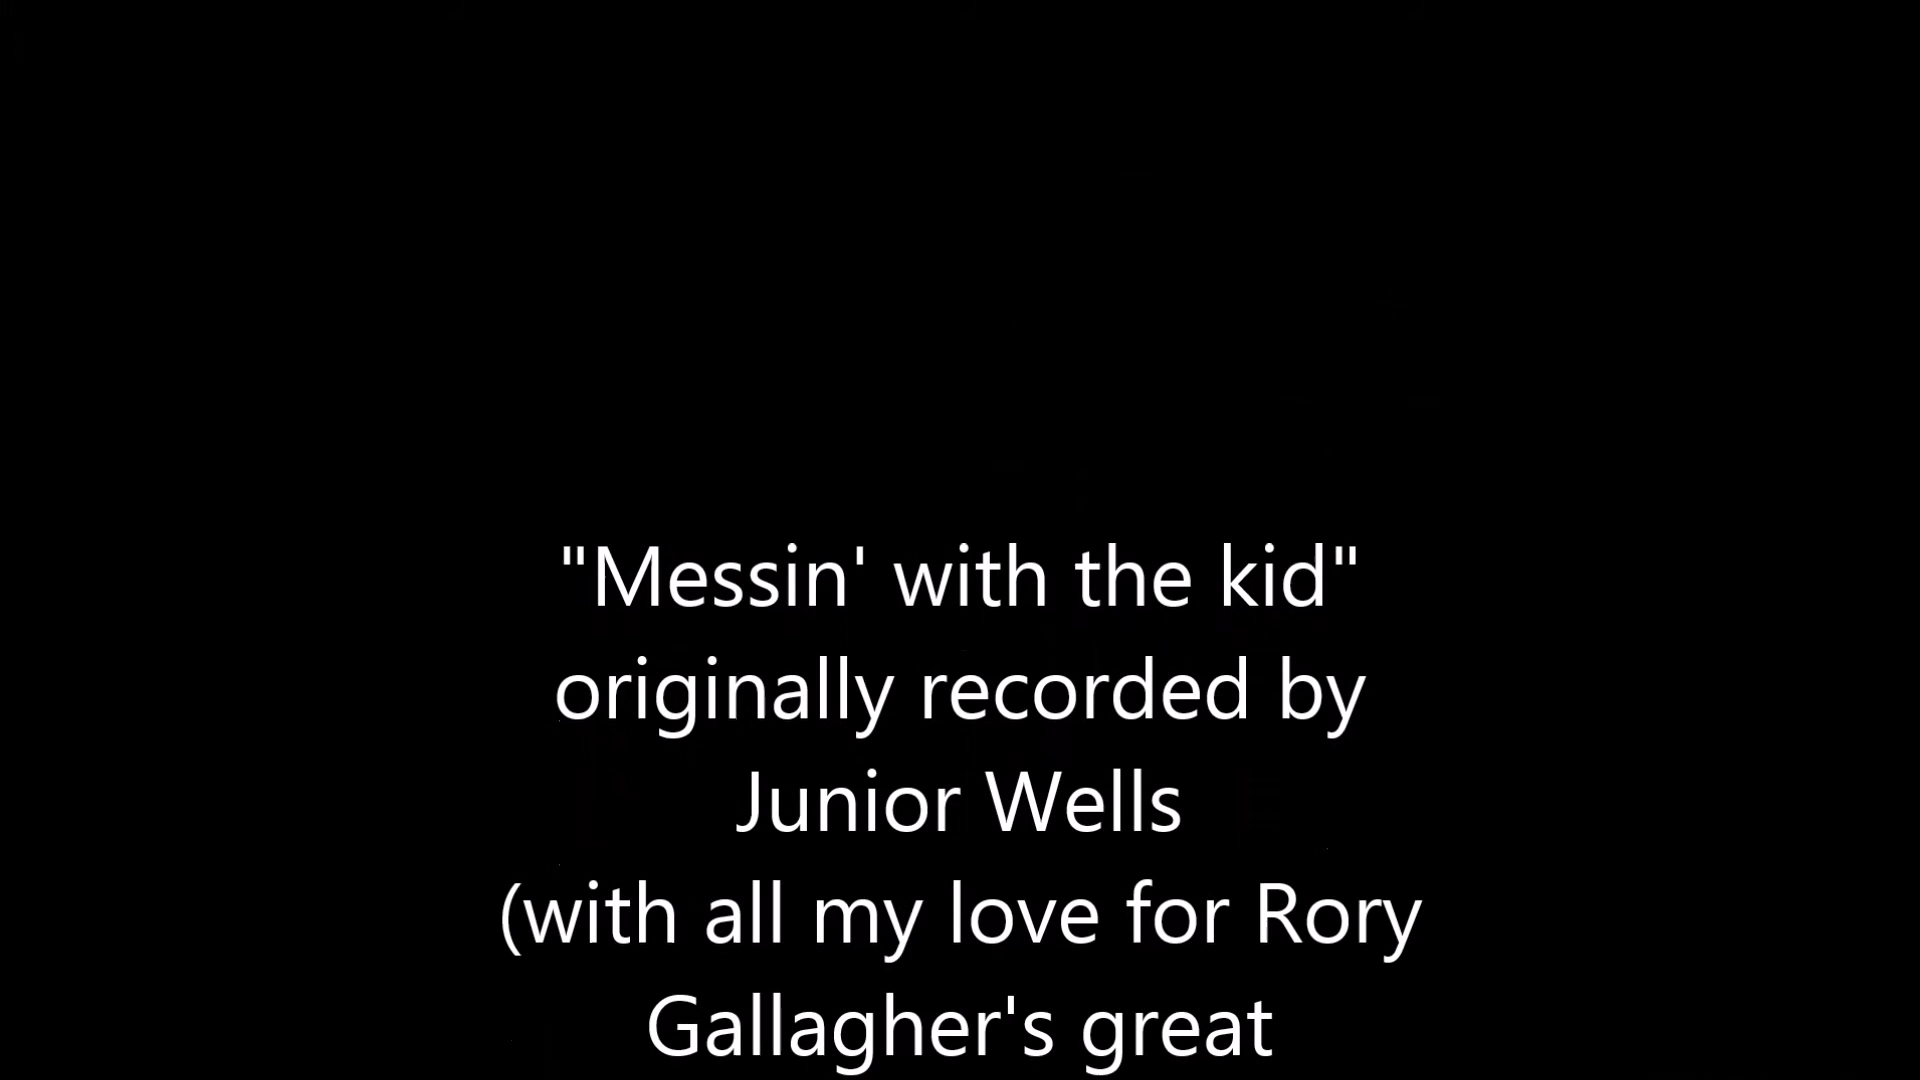 "Messin' with the kid"
originally recorded by
Junior Wells
(with all my love for Rory
Gallagher's great